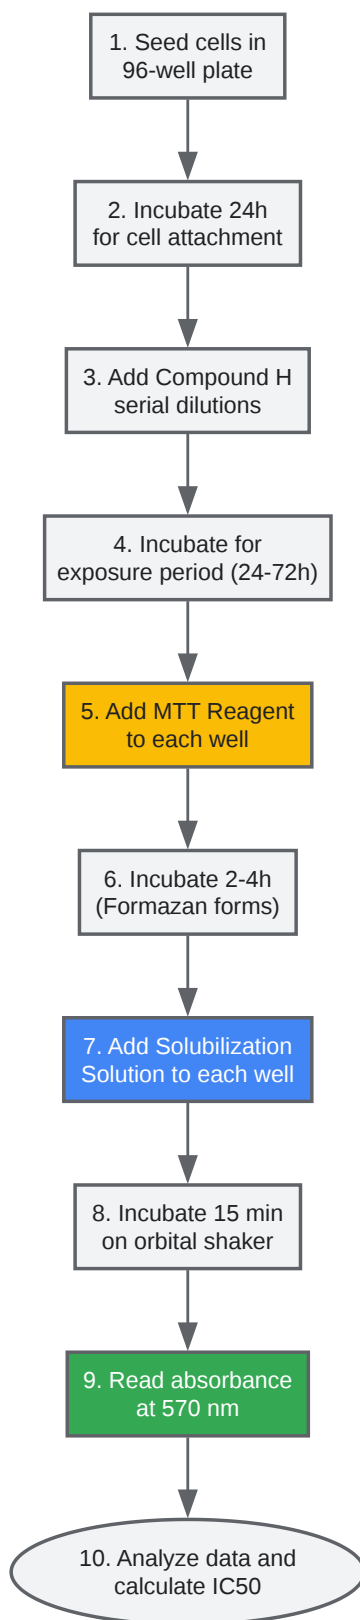 1. Seed cells in
96-well plate
2. Incubate 24h
for cell attachment
3. Add Compound H
serial dilutions
4. Incubate for
exposure period (24-72h)
5. Add MTT Reagent
to each well
6. Incubate 2-4h
(Formazan forms)
7. Add Solubilization
Solution to each well
8. Incubate 15 min
on orbital shaker
9. Read absorbance
at 570 nm
10. Analyze data and
calculate IC50